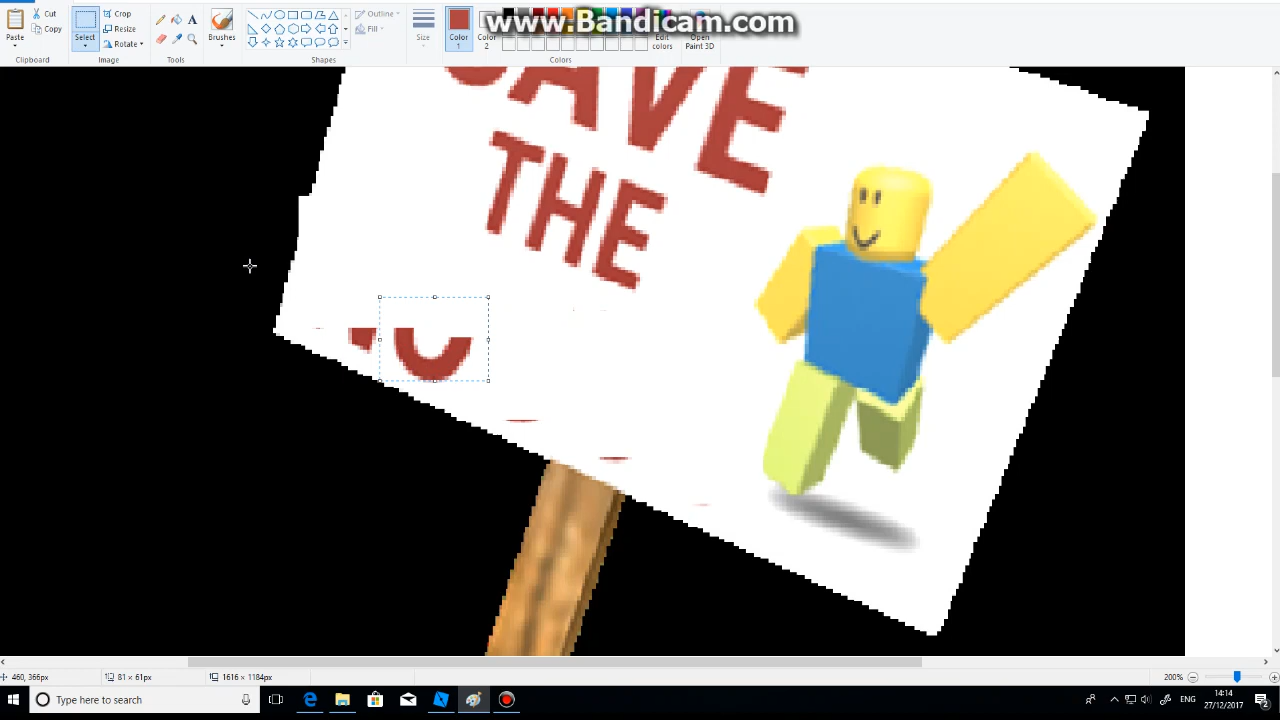 www.Bandicam.com
Paste
Cut
Copy
Clipboard
Select
Crop
Resize
Rotate
Image
Tools
Brushes
Shapes
Outline
Fill
Size
Color 1
Color 2
Colors
Edit colors
Open Paint 3D
SAVE
THE
460, 366px
81 × 61px
1616 × 1184px
200%
Type here to search
ENG
14:14
27/12/2017
2